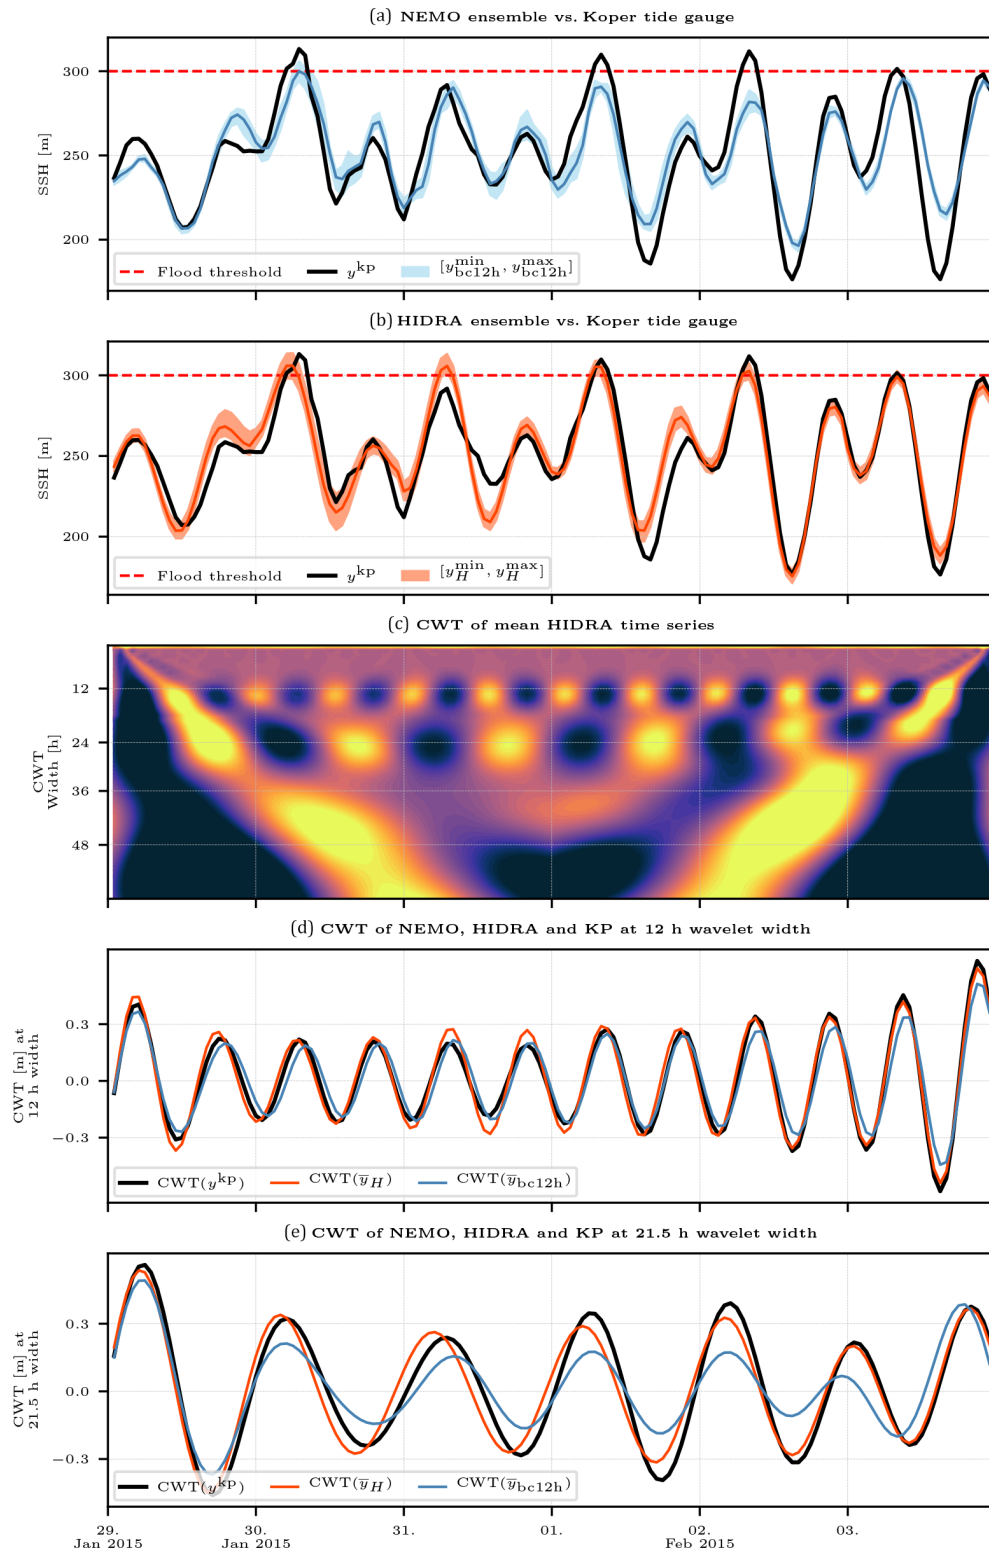 (a) NEMO ensemble vs. Koper tide gauge
300
250
200
SSH [m]
Flood threshold
y^kp
[y^min_bc12h, y^max_bc12h]
(b) HIDRA ensemble vs. Koper tide gauge
300
250
200
SSH [m]
Flood threshold
y^kp
[y^min_H, y^max_H]
(c) CWT of mean HIDRA time series
12
24
36
48
CWT
Width [h]
(d) CWT of NEMO, HIDRA and KP at 12 h wavelet width
0.3
0.0
−0.3
CWT [m] at
12 h width
CWT(y^kp)
CWT(y̅_H)
CWT(y̅_bc12h)
(e) CWT of NEMO, HIDRA and KP at 21.5 h wavelet width
0.3
0.0
−0.3
CWT [m] at
21.5 h width
CWT(y^kp)
CWT(y̅_H)
CWT(y̅_bc12h)
29. 30. 31. 01. 02. 03.
Jan 2015 Jan 2015 Feb 2015